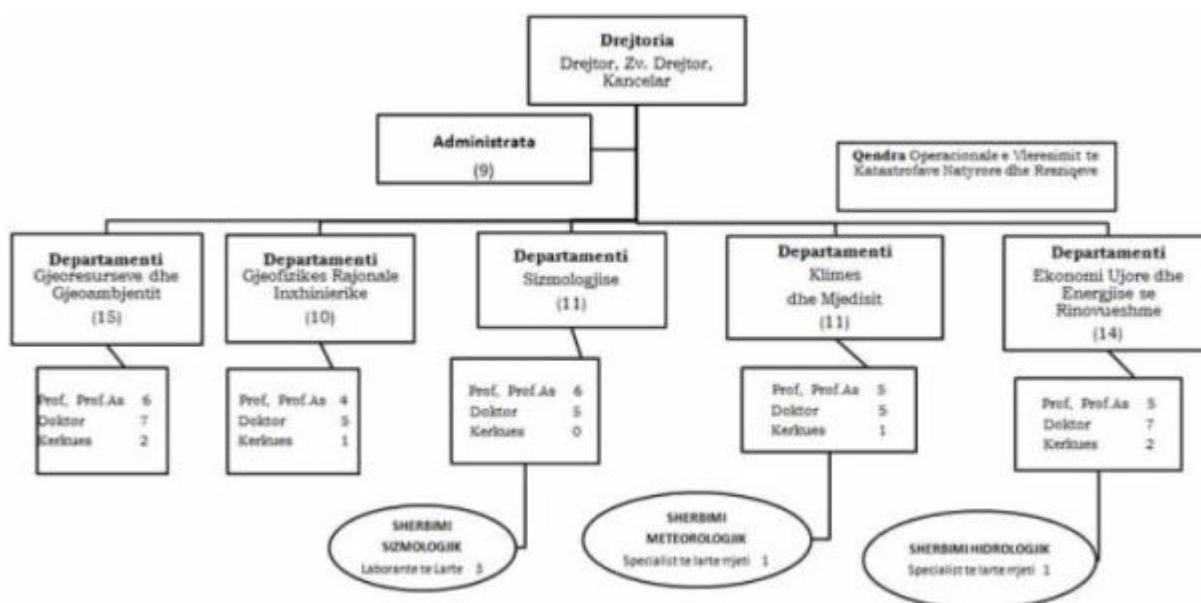 Drejtoria
Drejtor, Zv. Drejtor,
Kancelar
Administrata
(9)
Qendra Operacionale e Vleresimit te
Katastrofave Natyrore dhe Rreziqeve
Departamenti
Gjeoresurseve dhe
Gjeoambjentit
(15)
Departamenti
Gjeofizikes Rajonale
Inxhinierike
(10)
Departamenti
Sizmologjise
(11)
Departamenti
Klimes
dhe Mjedisit
(11)
Departamenti
Ekonomi Ujore dhe
Energjise se
Rinovueshme
(14)
Prof, Prof.As 6
Doktor 7
Kerkues 2
Prof, Prof.As 4
Doktor 5
Kerkues 1
Prof, Prof.As 6
Doktor 5
Kerkues 0
Prof, Prof.As 5
Doktor 5
Kerkues 1
Prof, Prof.As 5
Doktor 7
Kerkues 2
SHERBIMI
SIZMOLOGJIK
Laborante te Larte 3
SHERBIMI
METEOROLOGJIK
Specialist te larte rrjeti 1
SHERBIMI HIDROLOGJIK
Specialist te larte rrjeti 1